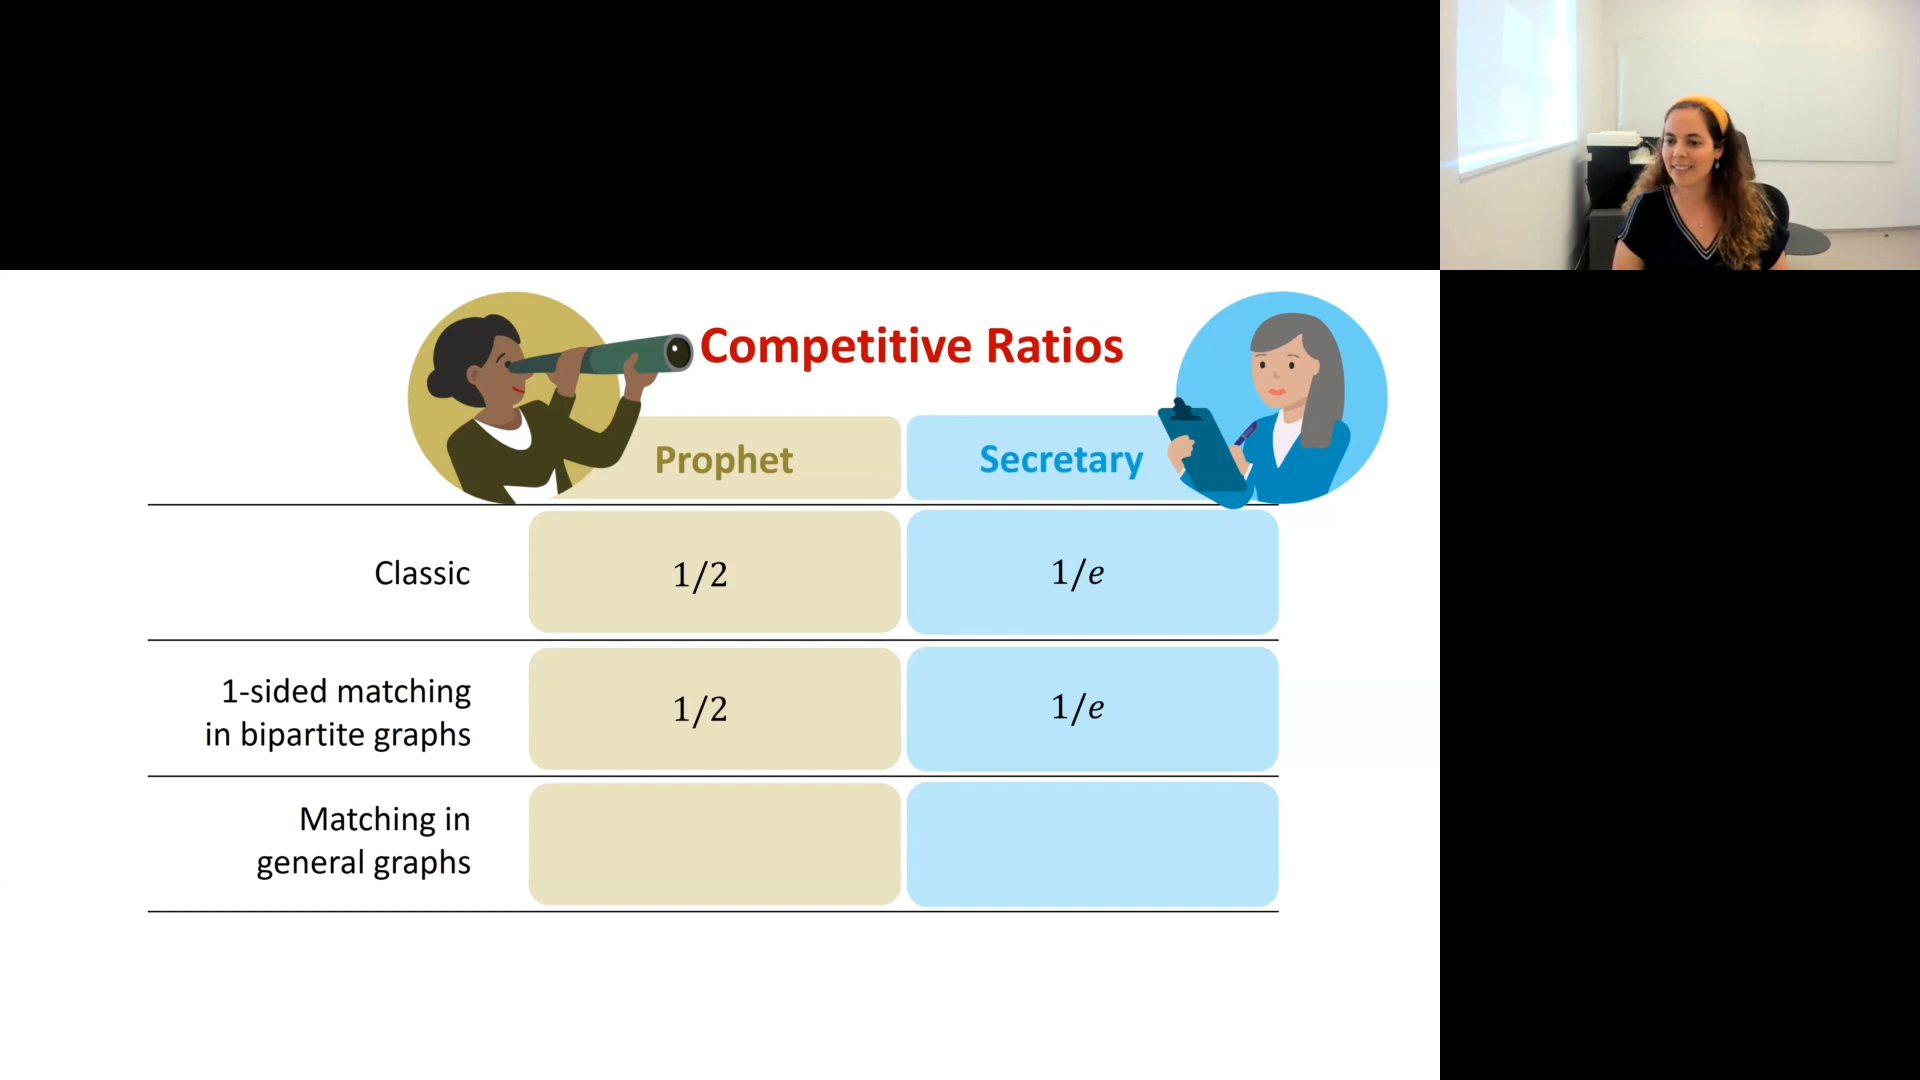 Competitive Ratios
Prophet
Secretary
Classic
1/2
1/e
1-sided matching
in bipartite graphs
1/2
1/e
Matching in
general graphs